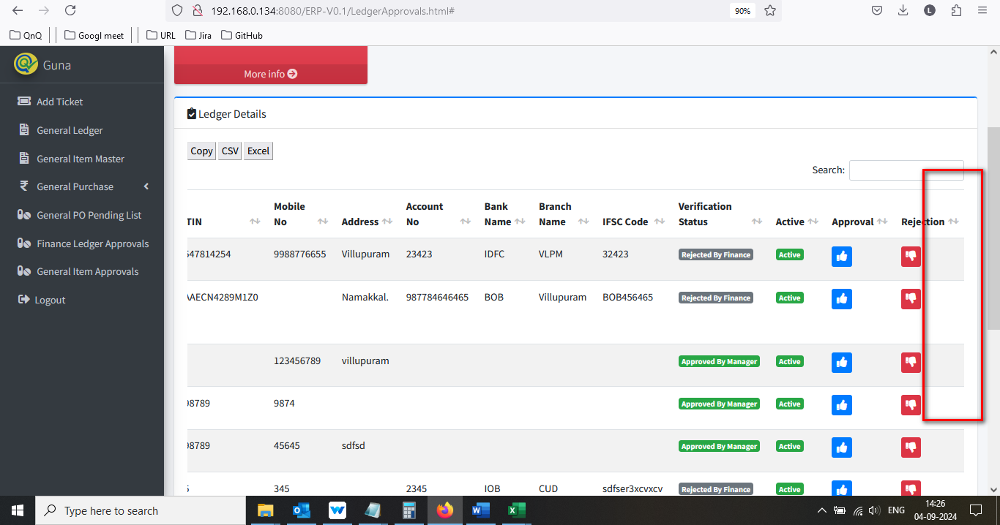 192.168.0.134:8080/ERP-V0.1/LedgerApprovals.html#
90%
L
QnQ
Googl meet
URL
Jira
GitHub
Guna
Add Ticket
General Ledger
General Item Master
General Purchase
General PO Pending List
Finance Ledger Approvals
General Item Approvals
Logout
More info
Ledger Details
Copy CSV Excel
Search:
TIN Mobile No Address Account No Bank Name Branch Name IFSC Code Verification Status Active Approval Rejection
547814254 9988776655 Villupuram 23423 IDFC VLPM 32423 Rejected By Finance Active
AAECN4289M1Z0 Namakkal. 987784646465 BOB Villupuram BOB456465 Rejected By Finance Active
123456789 villupuram Approved By Manager Active
98789 9874 Approved By Manager Active
98789 45645 sdfsd Approved By Manager Active
345 2345 IOB CUD sdfser3xcvxcv Rejected By Finance Active
Type here to search
ENG
14:26
04-09-2024